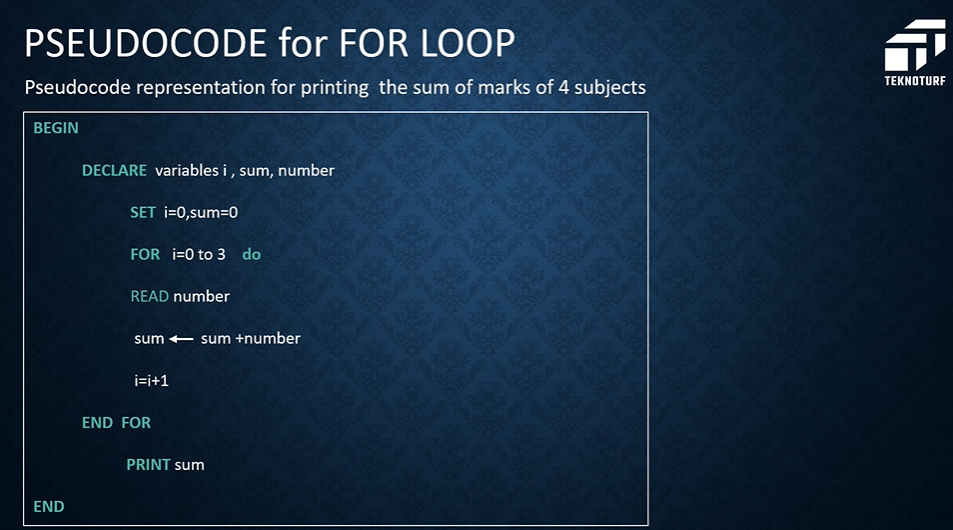 PSEUDOCODE for FOR LOOP
TEKNOTURF
Pseudocode representation for printing the sum of marks of 4 subjects
BEGIN
DECLARE variables i , sum, number
SET i=0,sum=0
FOR i=0 to 3 do
READ number
sum ← sum +number
i=i+1
END FOR
PRINT sum
END